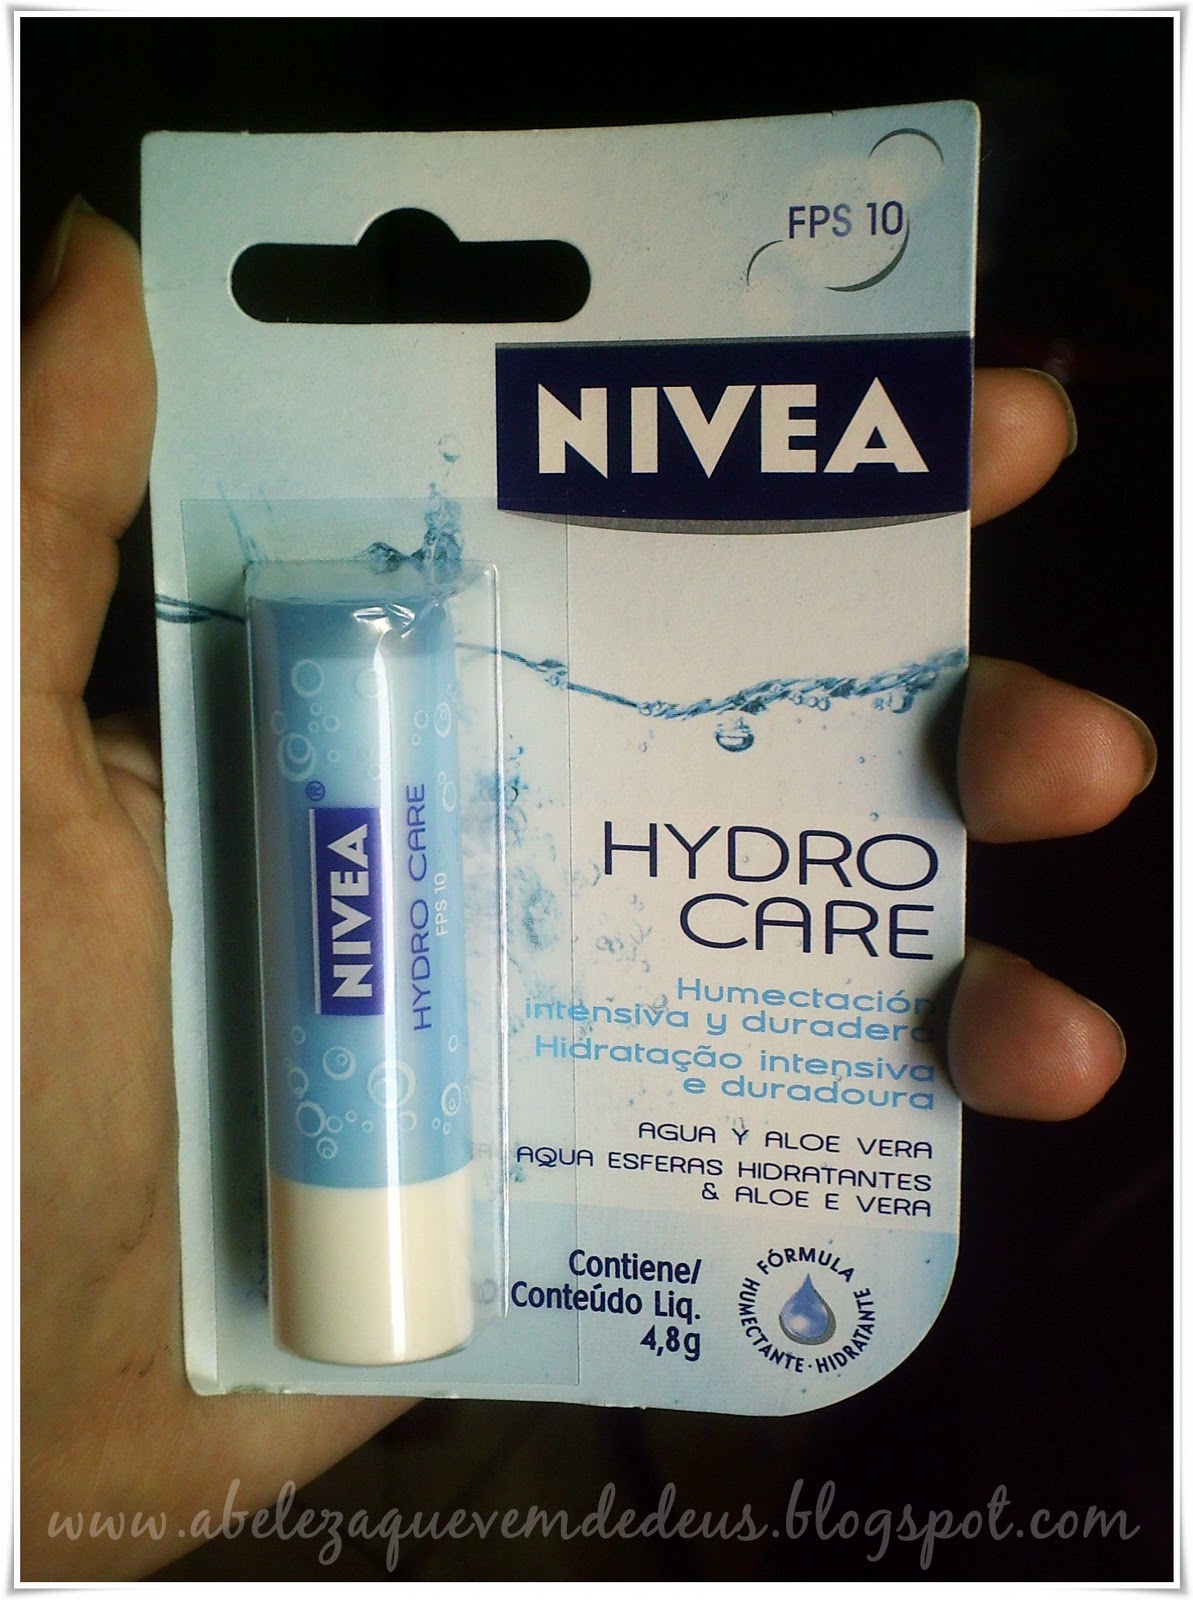 FPS 10
NIVEA
NIVEA®
HYDRO CARE
FPS 10
HYDRO
CARE
Humectación
intensiva y duradera
Hidratação intensiva
e duradoura
AGUA Y ALOE VERA
AQUA ESFERAS HIDRATANTES
& ALOE E VERA
Contiene/
Conteúdo Liq.
4,8g
FÓRMULA
HUMECTANTE · HIDRATANTE
www.abelezaquevemdedeus.blogspot.com